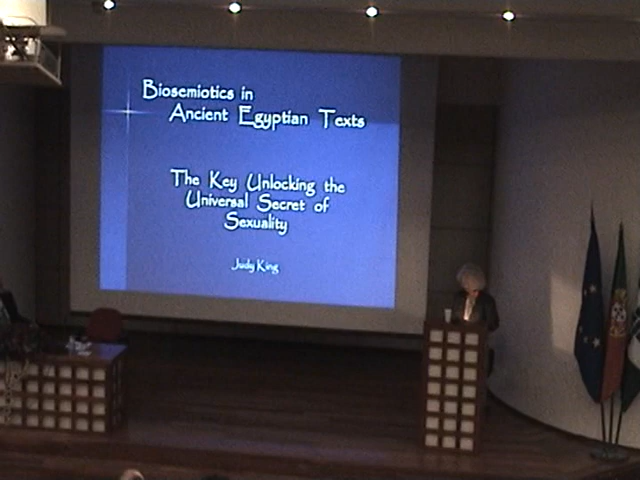 Biosemiotics in
Ancient Egyptian Texts
The Key Unlocking the
Universal Secret of
Sexuality
Judy King